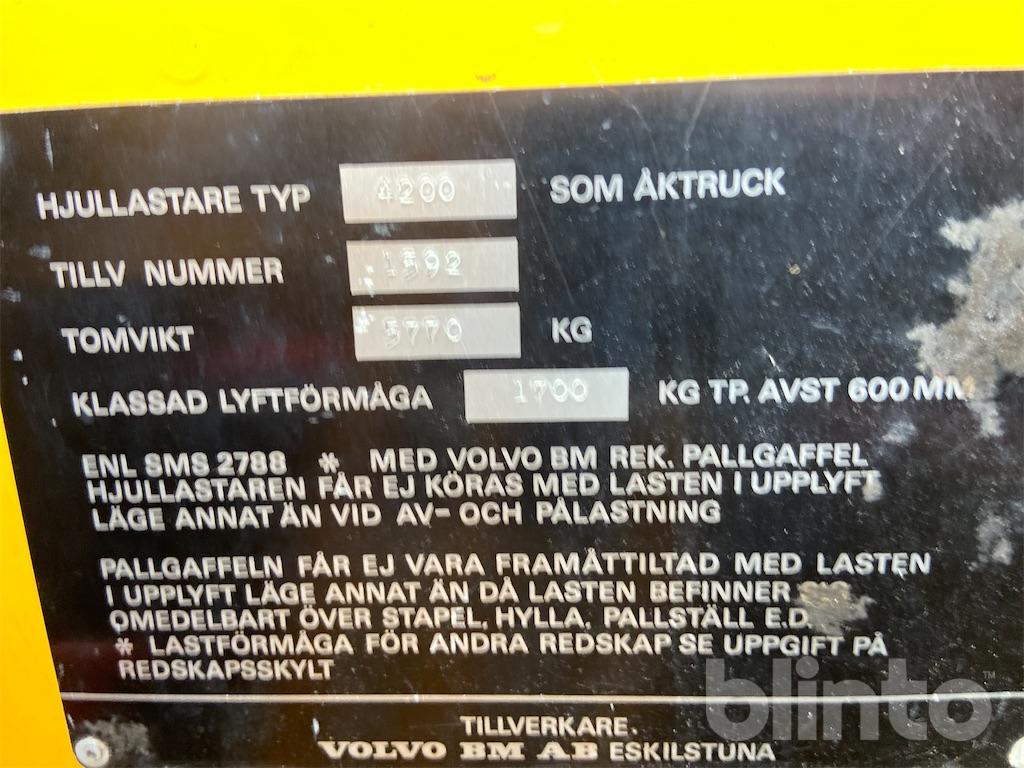 HJULLASTARE TYP 4200 SOM ÅKTRUCK
TILLV NUMMER 1392
TOMVIKT 5770 KG
KLASSAD LYFTFÖRMÅGA 1700 KG TP. AVST 600 MM
ENL SMS 2788 * MED VOLVO BM REK. PALLGAFFEL
HJULLASTAREN FÅR EJ KÖRAS MED LASTEN I UPPLYFT
LÄGE ANNAT ÄN VID AV- OCH PÅLASTNING
PALLGAFFELN FÅR EJ VARA FRAMÅTTILTAD MED LASTEN
I UPPLYFT LÄGE ANNAT ÄN DÅ LASTEN BEFINNER
OMEDELBART ÖVER STAPEL, HYLLA, PALLSTÄLL E.D.
* LASTFÖRMÅGA FÖR ANDRA REDSKAP SE UPPGIFT PÅ
REDSKAPSSKYLT
blinto™
TILLVERKARE.
VOLVO BM AB ESKILSTUNA